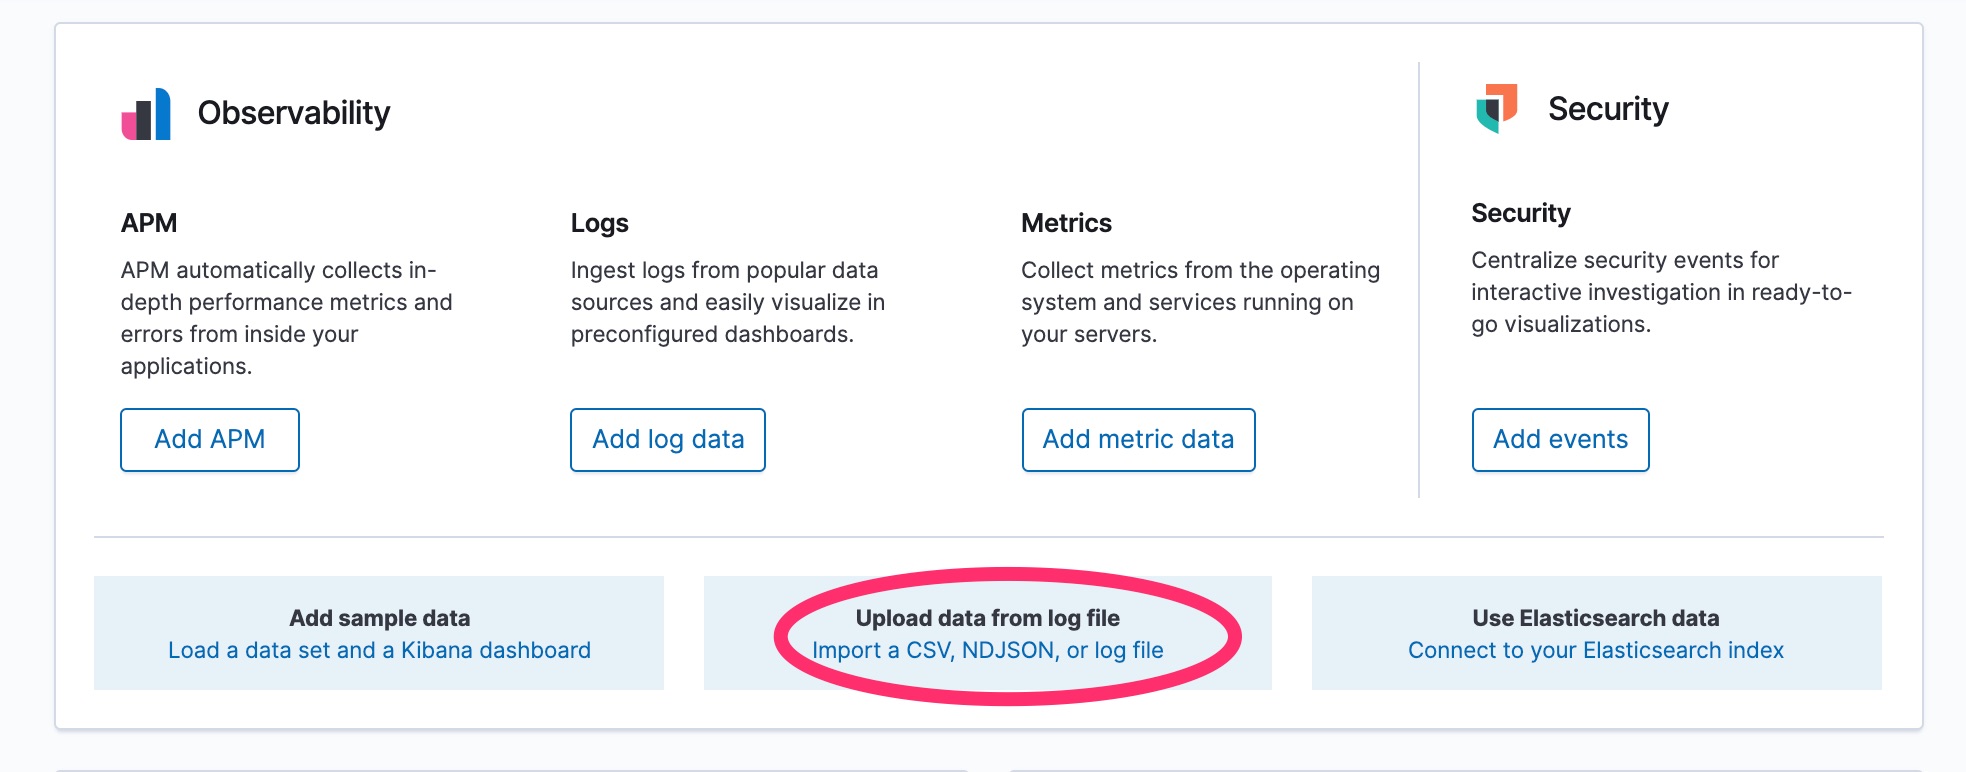 Observability
APM
APM automatically collects in-
depth performance metrics and
errors from inside your
applications.
Add APM
Logs
Ingest logs from popular data
sources and easily visualize in
preconfigured dashboards.
Add log data
Metrics
Collect metrics from the operating
system and services running on
your servers.
Add metric data
Security
Security
Centralize security events for
interactive investigation in ready-to-
go visualizations.
Add events
Add sample data
Load a data set and a Kibana dashboard
Upload data from log file
Import a CSV, NDJSON, or log file
Use Elasticsearch data
Connect to your Elasticsearch index